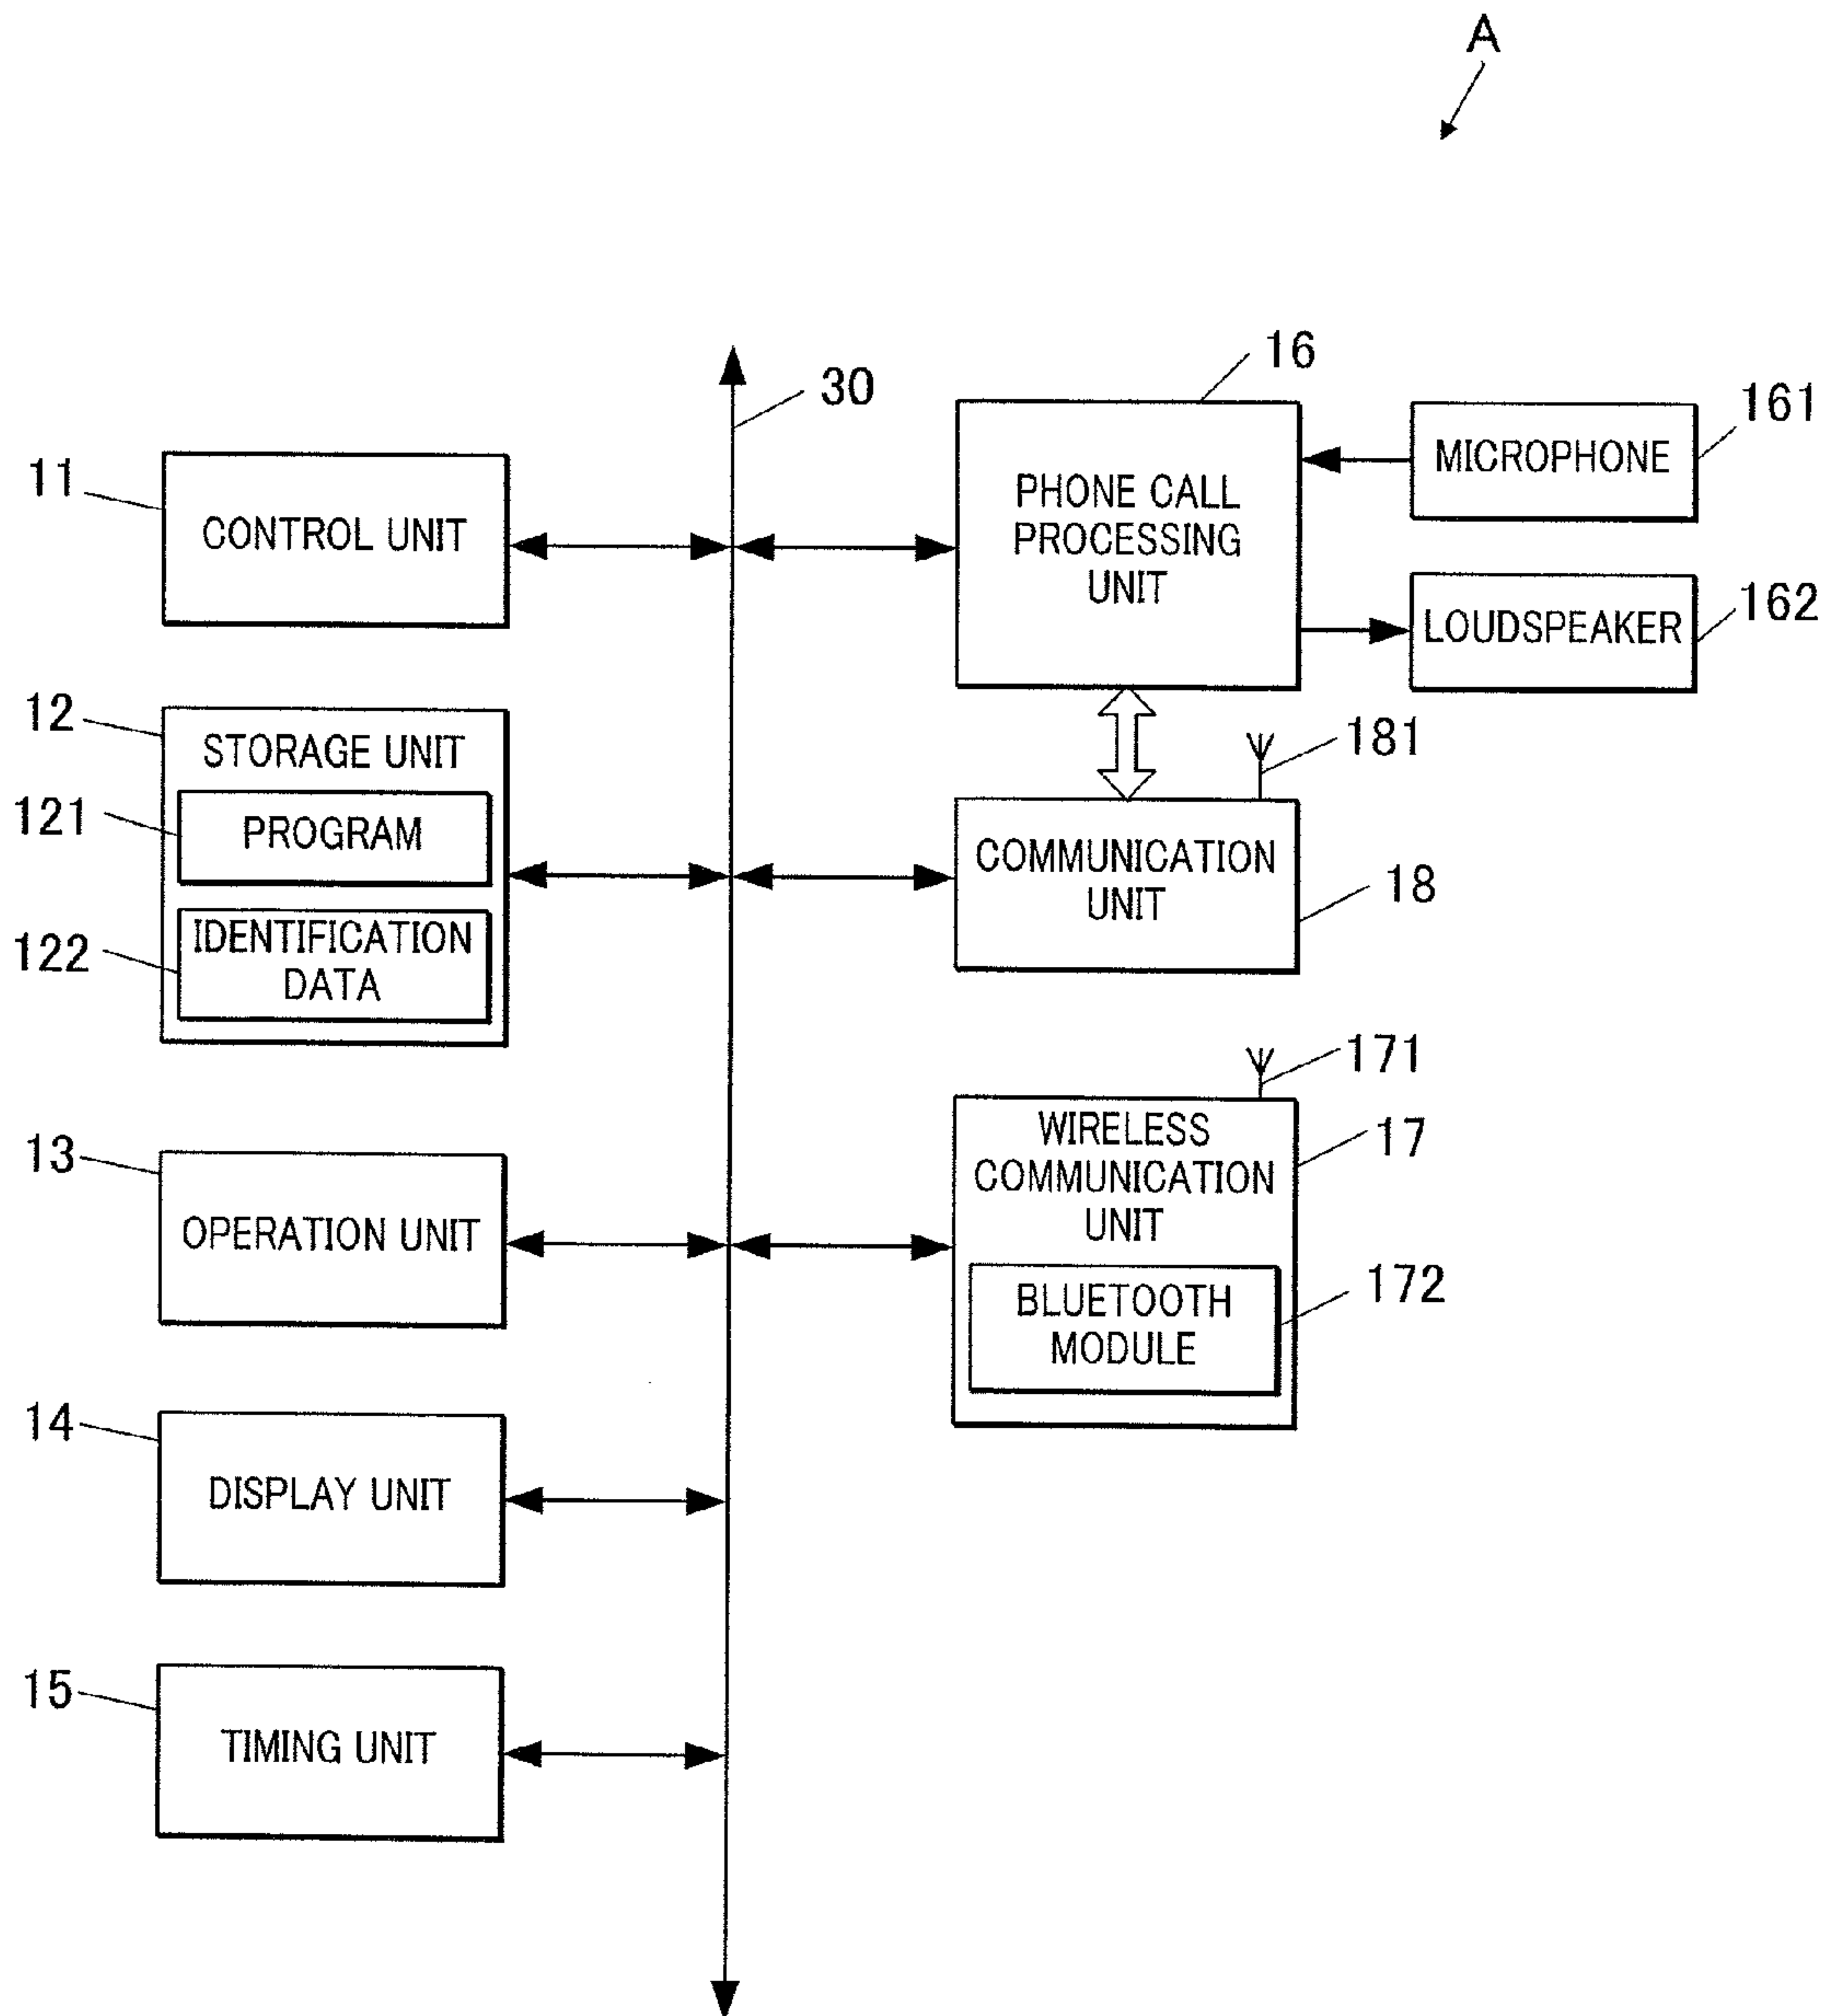 A
30
11
CONTROL UNIT
12
STORAGE UNIT
121
PROGRAM
122
IDENTIFICATION
DATA
13
OPERATION UNIT
14
DISPLAY UNIT
15
TIMING UNIT
16
PHONE CALL
PROCESSING
UNIT
161
MICROPHONE
162
LOUDSPEAKER
181
COMMUNICATION
UNIT
18
171
WIRELESS
COMMUNICATION
UNIT
17
BLUETOOTH
MODULE
172